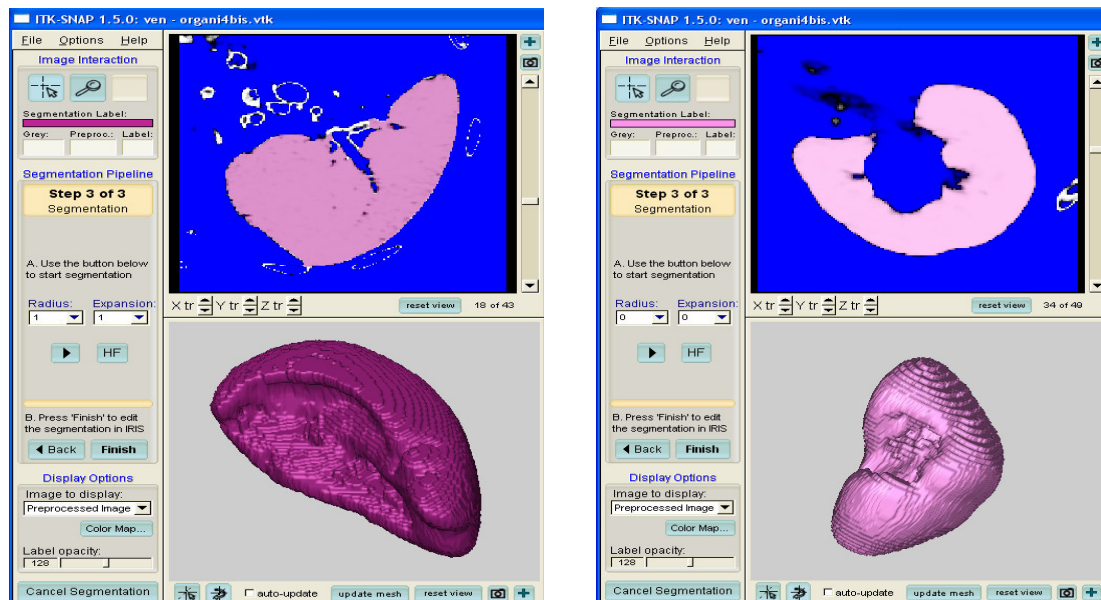 ITK-SNAP 1.5.0: ven - organi4bis.vtk
File Options Help
Image Interaction
Segmentation Label:
Grey: Preproc.: Label:
Segmentation Pipeline
Step 3 of 3
Segmentation
A. Use the button below
to start segmentation
Radius: Expansion:
1 1
HF
B. Press 'Finish' to edit
the segmentation in IRIS
Back Finish
Display Options
Image to display:
Preprocessed Image
Color Map...
Label opacity:
128
Cancel Segmentation
X tr Y tr Z tr reset view 18 of 43
auto-update update mesh reset view
ITK-SNAP 1.5.0: ven - organi4bis.vtk
File Options Help
Image Interaction
Segmentation Label:
Grey: Preproc.: Label:
Segmentation Pipeline
Step 3 of 3
Segmentation
A. Use the button below
to start segmentation
Radius: Expansion:
0 0
HF
B. Press 'Finish' to edit
the segmentation in IRIS
Back Finish
Display Options
Image to display:
Preprocessed Image
Color Map...
Label opacity:
128
Cancel Segmentation
X tr Y tr Z tr reset view 34 of 49
auto-update update mesh reset view